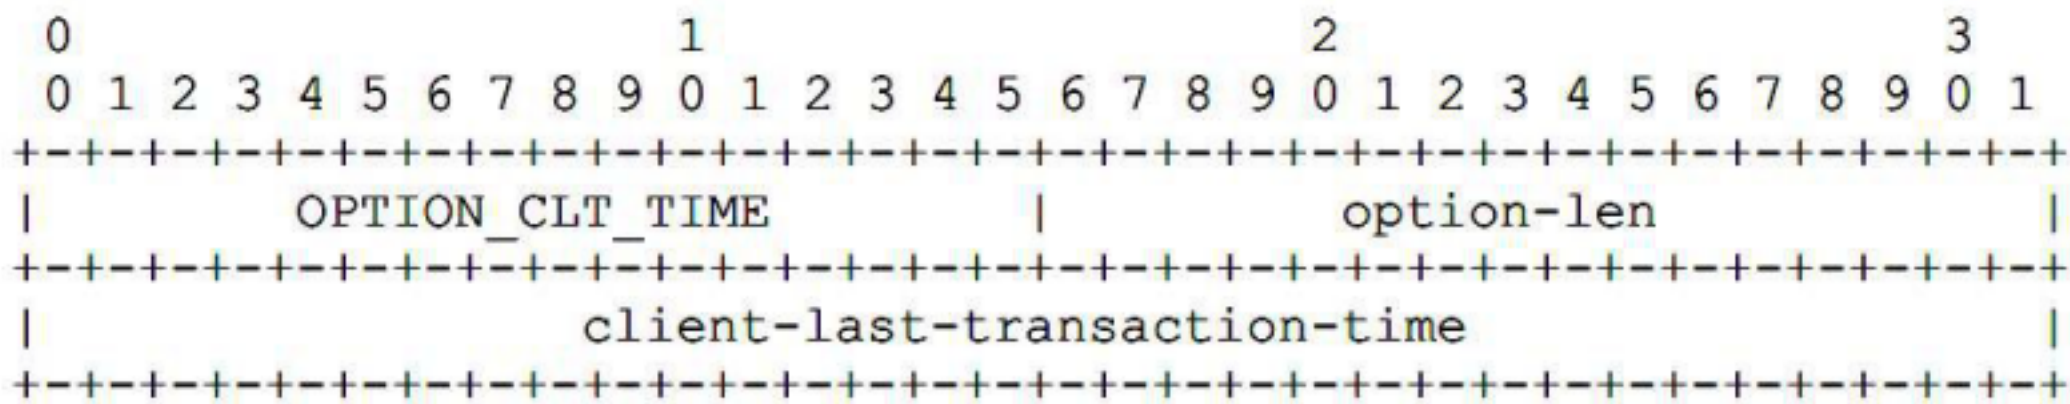 0                   1                   2                   3
0 1 2 3 4 5 6 7 8 9 0 1 2 3 4 5 6 7 8 9 0 1 2 3 4 5 6 7 8 9 0 1
+-+-+-+-+-+-+-+-+-+-+-+-+-+-+-+-+-+-+-+-+-+-+-+-+-+-+-+-+-+-+-+-+
|        OPTION_CLT_TIME        |         option-len            |
+-+-+-+-+-+-+-+-+-+-+-+-+-+-+-+-+-+-+-+-+-+-+-+-+-+-+-+-+-+-+-+-+
|                 client-last-transaction-time                  |
+-+-+-+-+-+-+-+-+-+-+-+-+-+-+-+-+-+-+-+-+-+-+-+-+-+-+-+-+-+-+-+-+